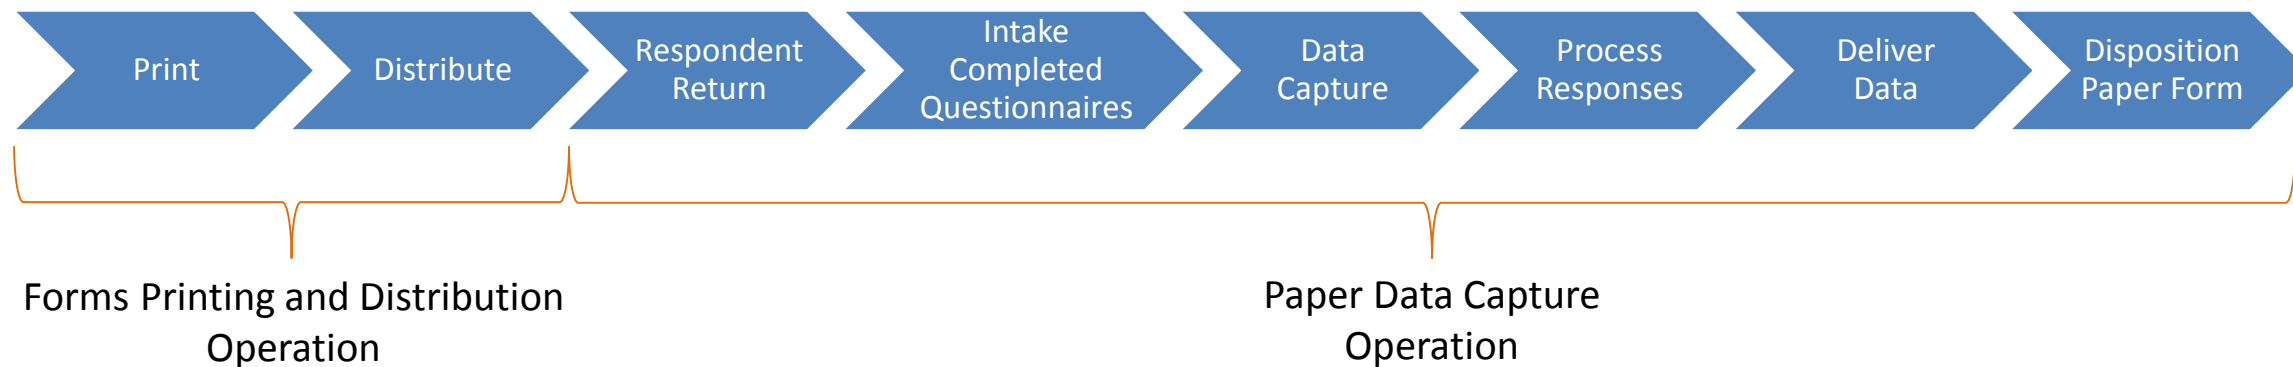 Print
Distribute
Respondent
Return
Intake
Completed
Questionnaires
Data
Capture
Process
Responses
Deliver
Data
Disposition
Paper Form
Forms Printing and Distribution
Operation
Paper Data Capture
Operation